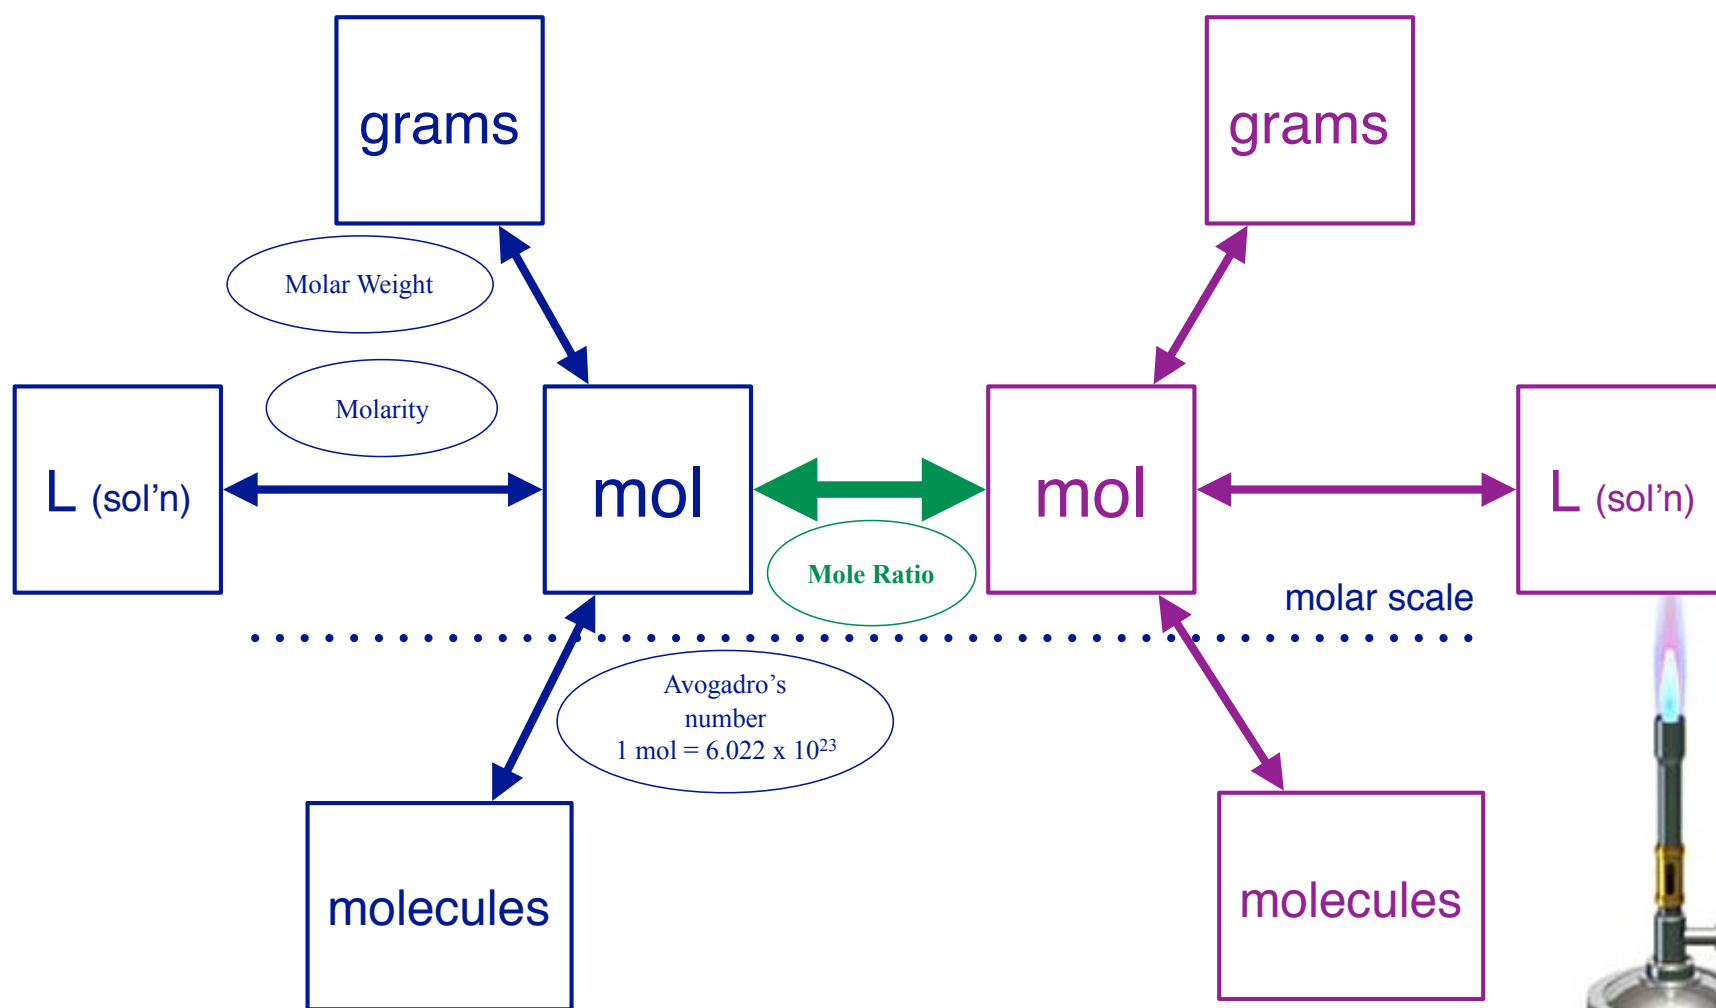 grams
grams
Molar Weight
Molarity
L (sol’n)
mol
mol
L (sol’n)
Mole Ratio
molar scale
Avogadro’s
number
1 mol = 6.022 x 10²³
molecules
molecules